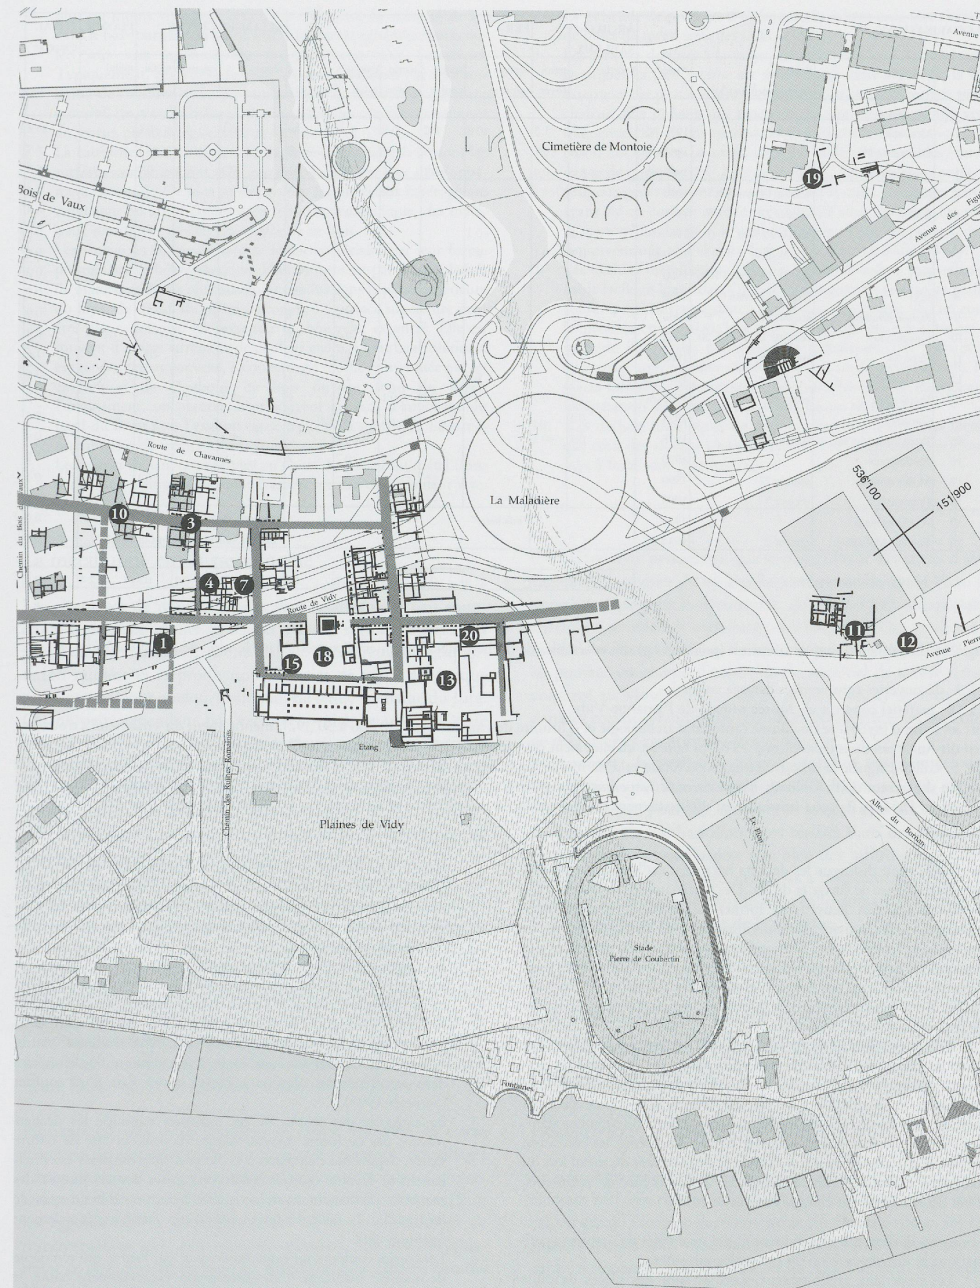 Avenue
Cimetière de Montoie
19
Bois de Vaux
Avenue des
Route de Chavannes
La Maladière
536100
151900
10
3
Chemin du Bois de Vaux
4
7
Route de Vidy
1
15
18
20
13
11
12
Avenue Pierre
Etang
Chemin des Ruines Romaines
Plaines de Vidy
Le Flon
Allée du Bornan
Stade
Pierre de Coubertin
Fontaines